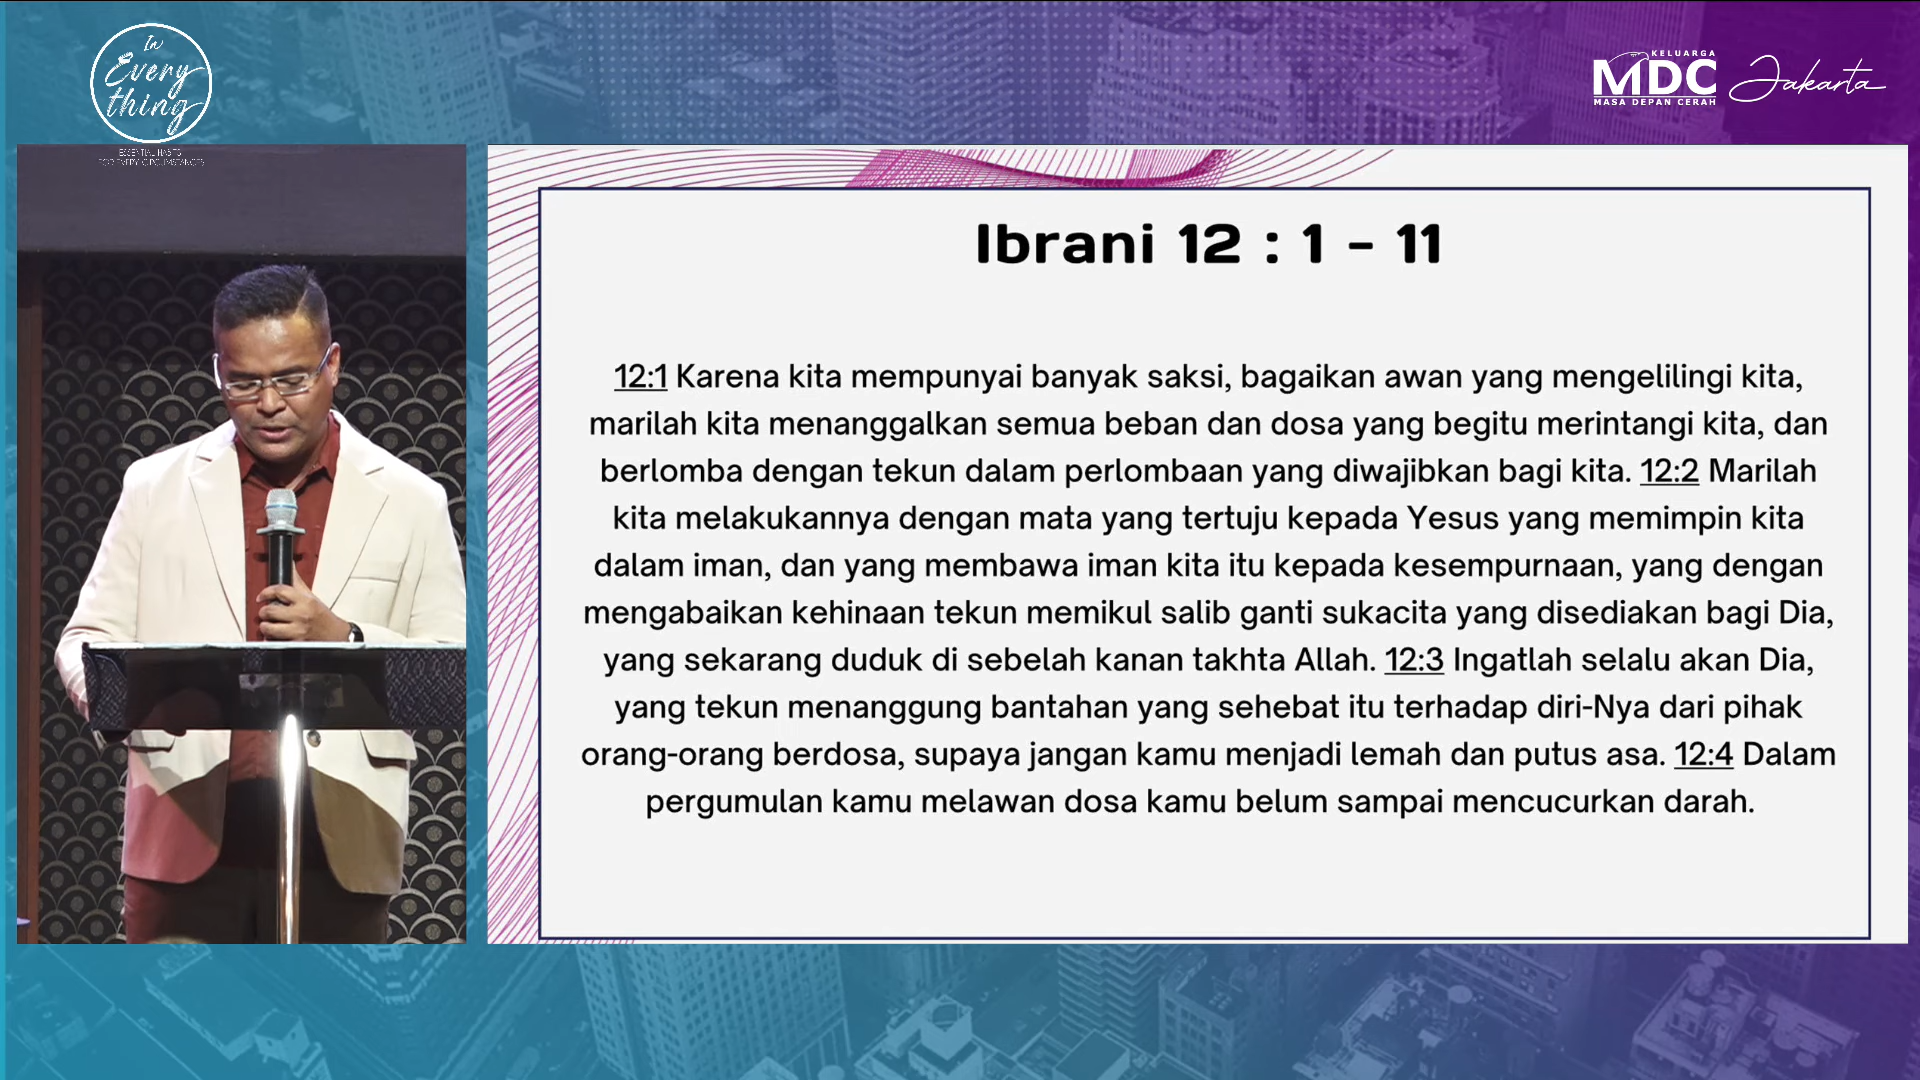 In
Every
thing
ESSENTIAL HABITS
FOR EVERY CIRCUMSTANCES
KELUARGA
MDC Jakarta
MASA DEPAN CERAH
Ibrani 12 : 1 - 11
12:1 Karena kita mempunyai banyak saksi, bagaikan awan yang mengelilingi kita,
marilah kita menanggalkan semua beban dan dosa yang begitu merintangi kita, dan
berlomba dengan tekun dalam perlombaan yang diwajibkan bagi kita. 12:2 Marilah
kita melakukannya dengan mata yang tertuju kepada Yesus yang memimpin kita
dalam iman, dan yang membawa iman kita itu kepada kesempurnaan, yang dengan
mengabaikan kehinaan tekun memikul salib ganti sukacita yang disediakan bagi Dia,
yang sekarang duduk di sebelah kanan takhta Allah. 12:3 Ingatlah selalu akan Dia,
yang tekun menanggung bantahan yang sehebat itu terhadap diri-Nya dari pihak
orang-orang berdosa, supaya jangan kamu menjadi lemah dan putus asa. 12:4 Dalam
pergumulan kamu melawan dosa kamu belum sampai mencucurkan darah.